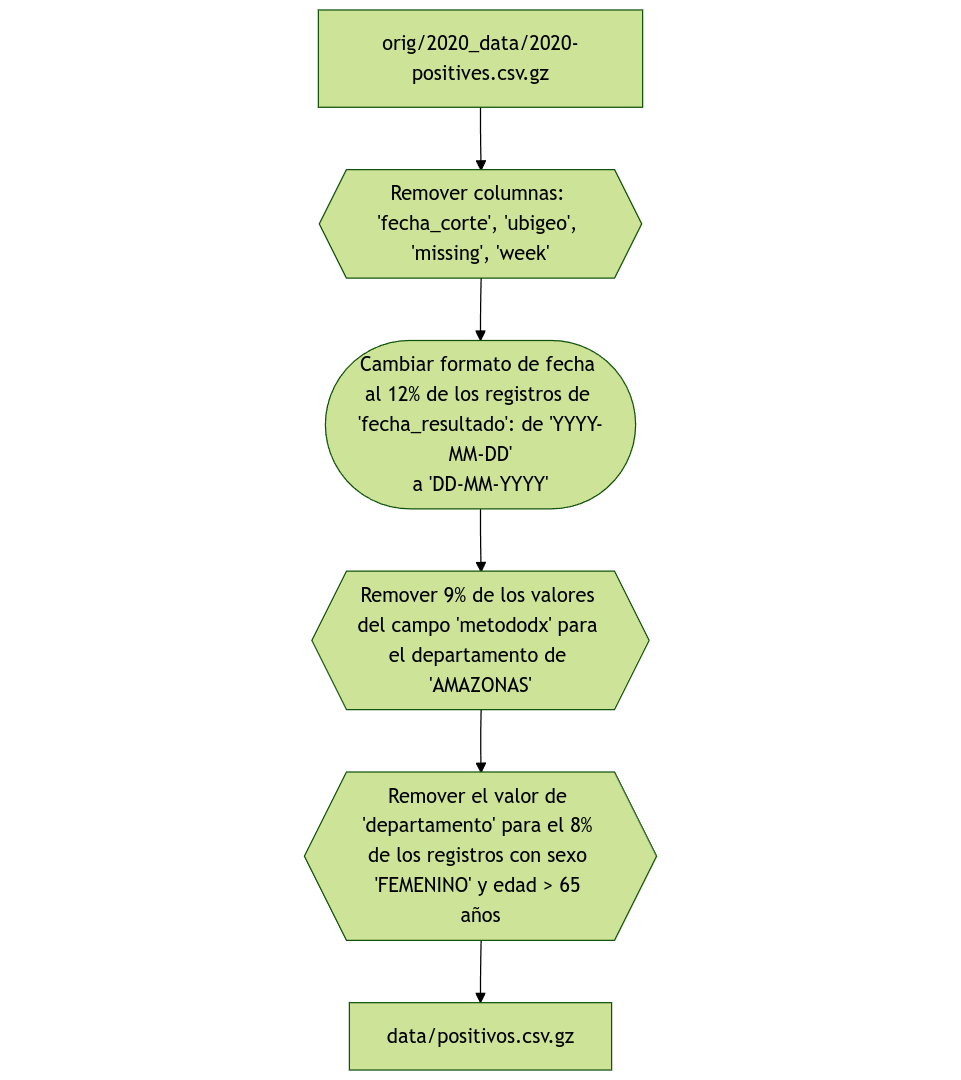 orig/2020_data/2020-
positives.csv.gz
Remover columnas:
'fecha_corte', 'ubigeo',
'missing', 'week'
Cambiar formato de fecha
al 12% de los registros de
'fecha_resultado': de 'YYYY-
MM-DD'
a 'DD-MM-YYYY'
Remover 9% de los valores
del campo 'metododx' para
el departamento de
'AMAZONAS'
Remover el valor de
'departamento' para el 8%
de los registros con sexo
'FEMENINO' y edad > 65
años
data/positivos.csv.gz